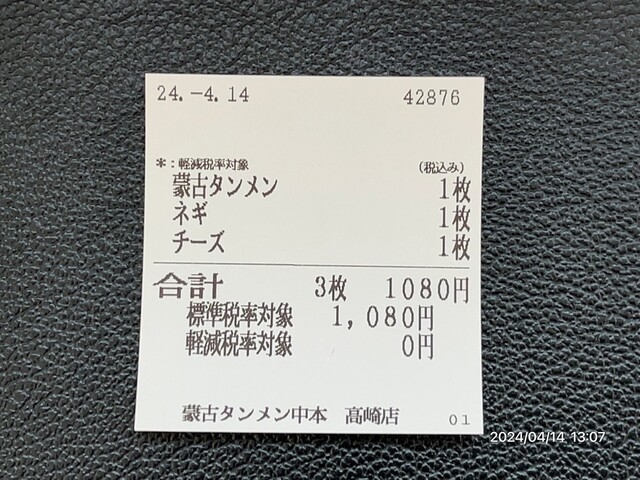 24.-4.14 42876
*:軽減税率対象 (税込み)
蒙古タンメン 1枚
ネギ 1枚
チーズ 1枚
合計 3枚 1080円
標準税率対象 1,080円
軽減税率対象 0円
蒙古タンメン中本 高崎店 01
2024/04/14 13:07